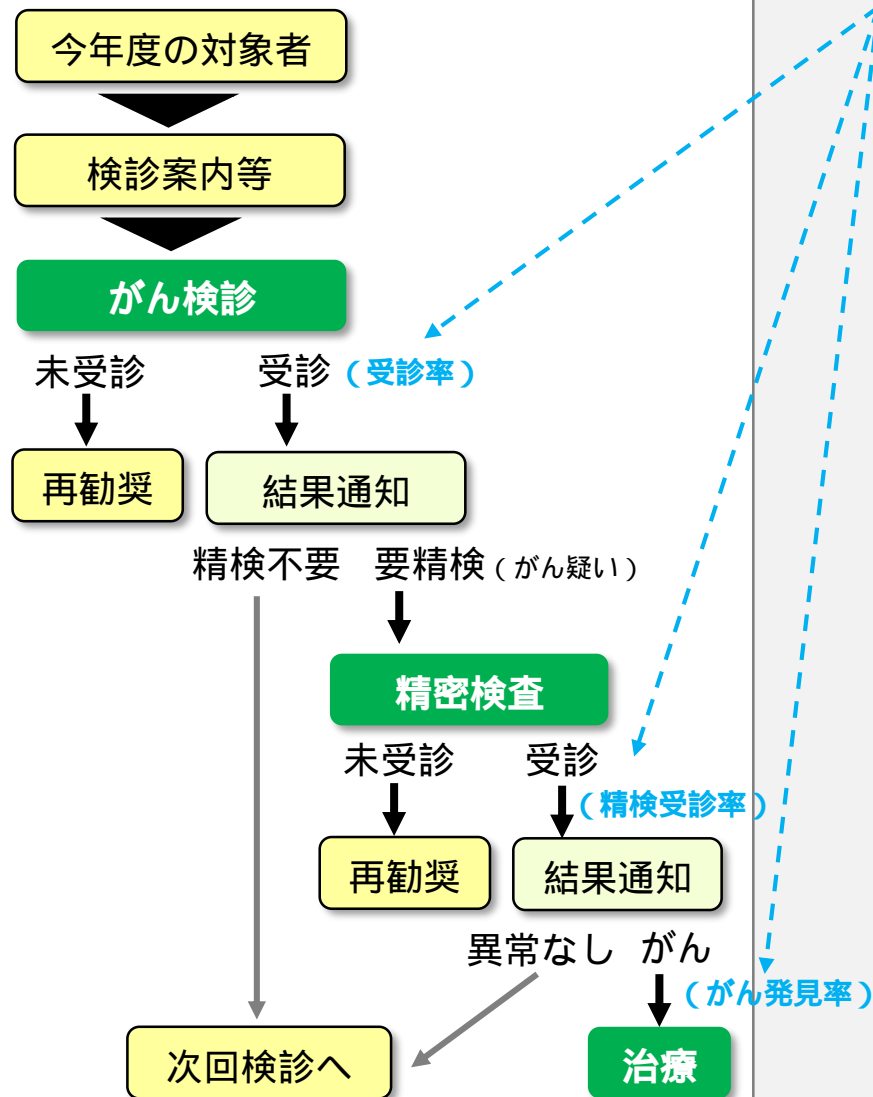 今年度の対象者
検診案内等
がん検診
未受診 受診（受診率）
再勧奨 結果通知
精検不要 要精検（がん疑い）
精密検査
未受診 受診
（精検受診率）
再勧奨 結果通知
異常なし がん
（がん発見率）
次回検診へ 治療